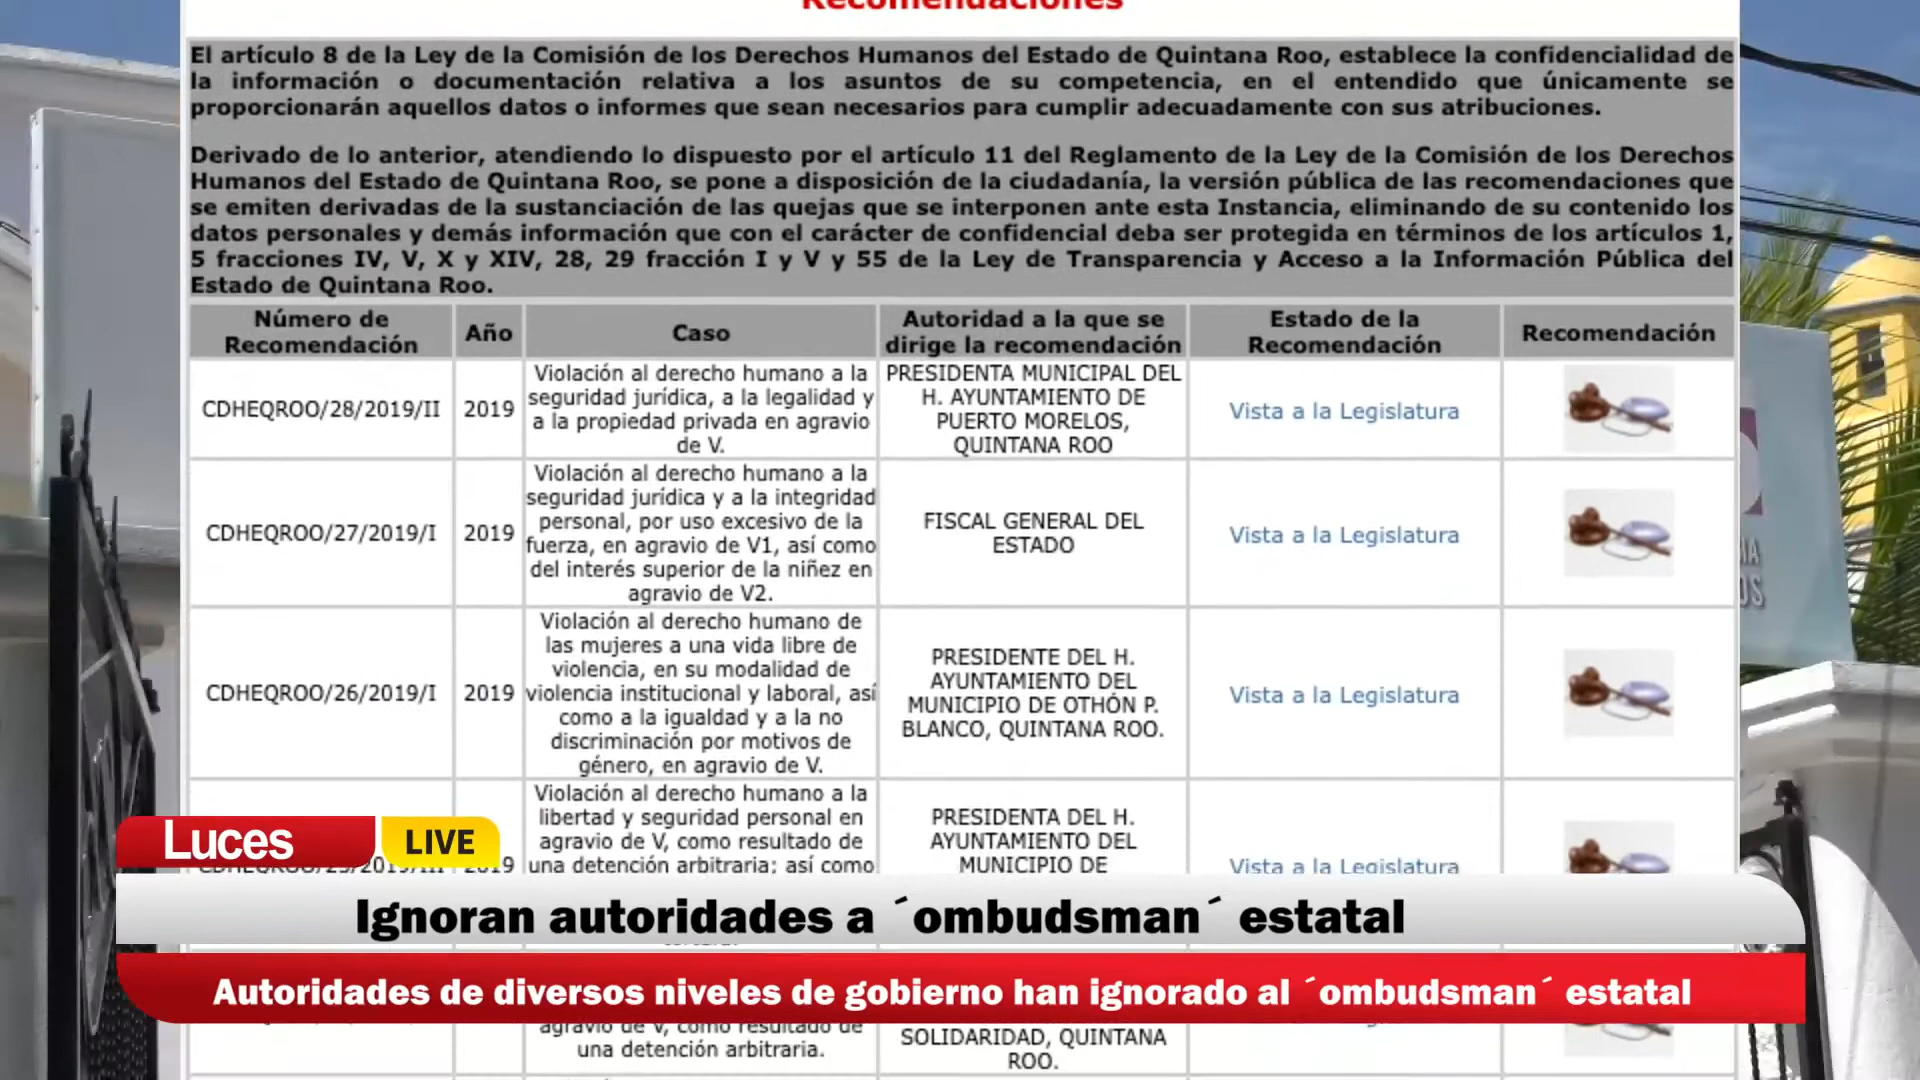 Recomendaciones
El artículo 8 de la Ley de la Comisión de los Derechos Humanos del Estado de Quintana Roo, establece la confidencialidad de
la información o documentación relativa a los asuntos de su competencia, en el entendido que únicamente se
proporcionarán aquellos datos o informes que sean necesarios para cumplir adecuadamente con sus atribuciones.
Derivado de lo anterior, atendiendo lo dispuesto por el artículo 11 del Reglamento de la Ley de la Comisión de los Derechos
Humanos del Estado de Quintana Roo, se pone a disposición de la ciudadanía, la versión pública de las recomendaciones que
se emiten derivadas de la sustanciación de las quejas que se interponen ante esta Instancia, eliminando de su contenido los
datos personales y demás información que con el carácter de confidencial deba ser protegida en términos de los artículos 1,
5 fracciones IV, V, X y XIV, 28, 29 fracción I y V y 55 de la Ley de Transparencia y Acceso a la Información Pública del
Estado de Quintana Roo.
Número de
Recomendación
Año
Caso
Autoridad a la que se
dirige la recomendación
Estado de la
Recomendación
Recomendación
CDHEQROO/28/2019/II
2019
Violación al derecho humano a la
seguridad jurídica, a la legalidad y
a la propiedad privada en agravio
de V.
PRESIDENTA MUNICIPAL DEL
H. AYUNTAMIENTO DE
PUERTO MORELOS,
QUINTANA ROO
Vista a la Legislatura
CDHEQROO/27/2019/I
2019
Violación al derecho humano a la
seguridad jurídica y a la integridad
personal, por uso excesivo de la
fuerza, en agravio de V1, así como
del interés superior de la niñez en
agravio de V2.
FISCAL GENERAL DEL
ESTADO
Vista a la Legislatura
CDHEQROO/26/2019/I
2019
Violación al derecho humano de
las mujeres a una vida libre de
violencia, en su modalidad de
violencia institucional y laboral, así
como a la igualdad y a la no
discriminación por motivos de
género, en agravio de V.
PRESIDENTE DEL H.
AYUNTAMIENTO DEL
MUNICIPIO DE OTHÓN P.
BLANCO, QUINTANA ROO.
Vista a la Legislatura
CDHEQROO/25/2019/III
2019
Violación al derecho humano a la
libertad y seguridad personal en
agravio de V, como resultado de
una detención arbitraria; así como
PRESIDENTA DEL H.
AYUNTAMIENTO DEL
MUNICIPIO DE
Vista a la Legislatura
Luces
LIVE
Ignoran autoridades a ´ombudsman´ estatal
Autoridades de diversos niveles de gobierno han ignorado al ´ombudsman´ estatal
agravio de V, como resultado de
una detención arbitraria.
SOLIDARIDAD, QUINTANA
ROO.